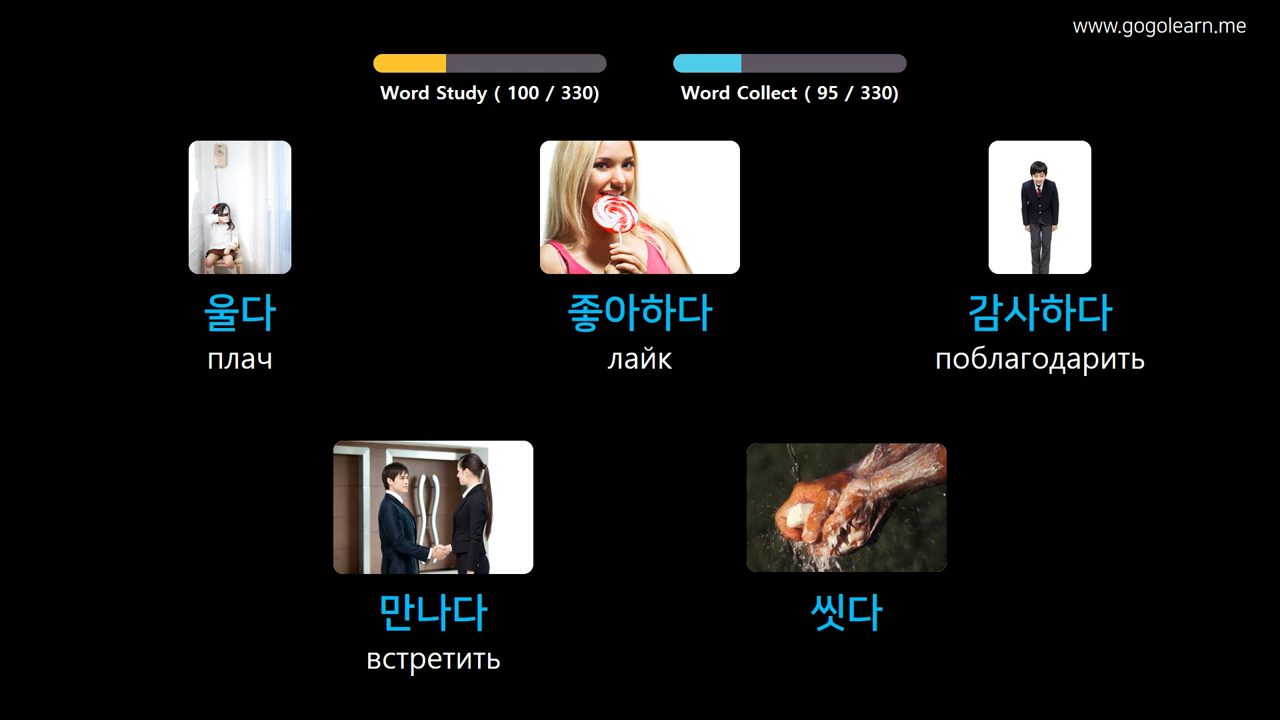 www.gogolearn.me
Word Study ( 100 / 330)
Word Collect ( 95 / 330)
울다
плач
좋아하다
лайк
감사하다
поблагодарить
만나다
встретить
씻다